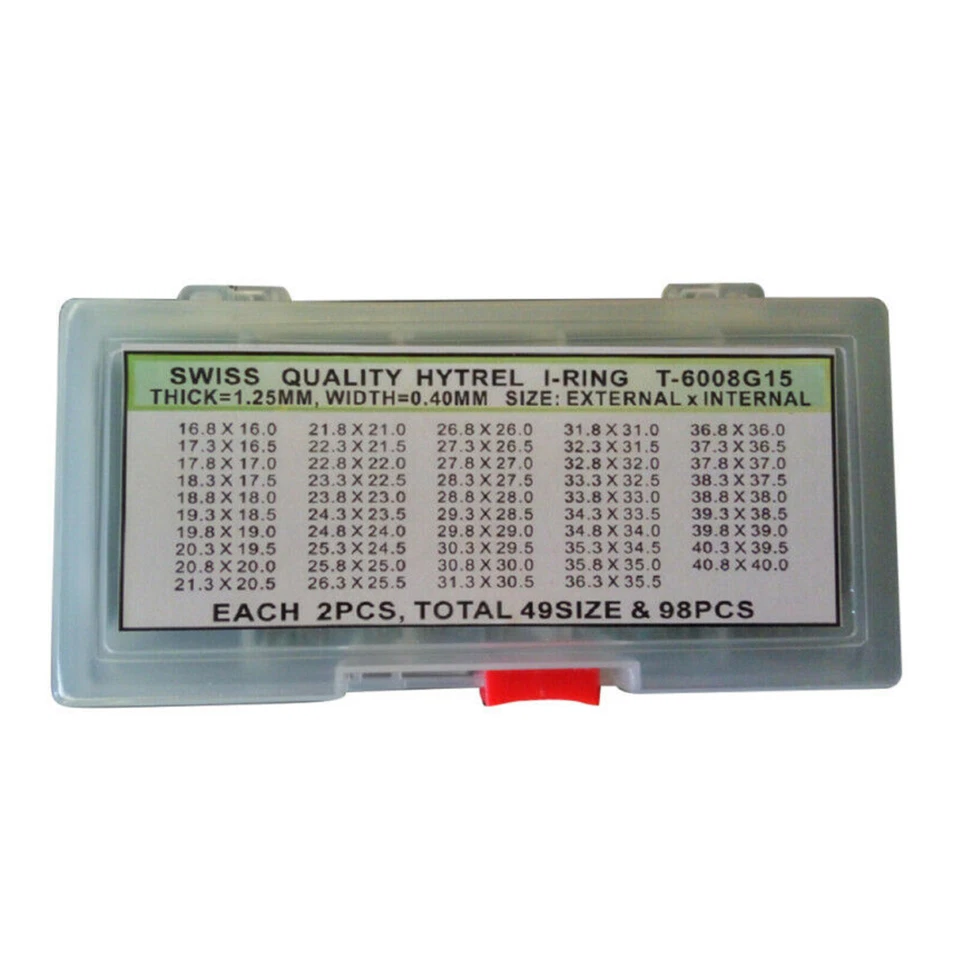 SWISS QUALITY HYTREL I-RING T-6008G15
THICK=1.25MM, WIDTH=0.40MM SIZE: EXTERNAL x INTERNAL
16.8 X 16.0 21.8 X 21.0 26.8 X 26.0 31.8 X 31.0 36.8 X 36.0
17.3 X 16.5 22.3 X 21.5 27.3 X 26.5 32.3 X 31.5 37.3 X 36.5
17.8 X 17.0 22.8 X 22.0 27.8 X 27.0 32.8 X 32.0 37.8 X 37.0
18.3 X 17.5 23.3 X 22.5 28.3 X 27.5 33.3 X 32.5 38.3 X 37.5
18.8 X 18.0 23.8 X 23.0 28.8 X 28.0 33.8 X 33.0 38.8 X 38.0
19.3 X 18.5 24.3 X 23.5 29.3 X 28.5 34.3 X 33.5 39.3 X 38.5
19.8 X 19.0 24.8 X 24.0 29.8 X 29.0 34.8 X 34.0 39.8 X 39.0
20.3 X 19.5 25.3 X 24.5 30.3 X 29.5 35.3 X 34.5 40.3 X 39.5
20.8 X 20.0 25.8 X 25.0 30.8 X 30.0 35.8 X 35.0 40.8 X 40.0
21.3 X 20.5 26.3 X 25.5 31.3 X 30.5 36.3 X 35.5
EACH 2PCS, TOTAL 49SIZE & 98PCS